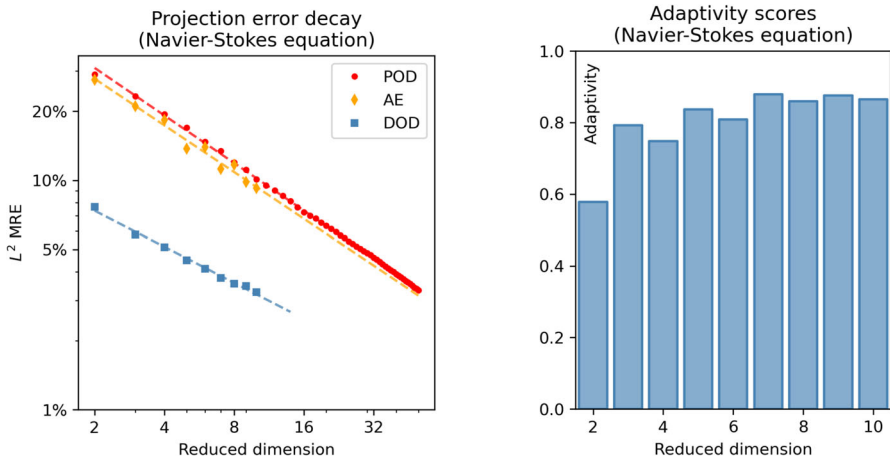 Projection error decay
(Navier-Stokes equation)
POD
AE
DOD
20%
10%
5%
1%
L² MRE
2
4
8
16
32
Reduced dimension
Adaptivity scores
(Navier-Stokes equation)
1.0
0.8
0.6
0.4
0.2
0.0
Adaptivity
2
4
6
8
10
Reduced dimension